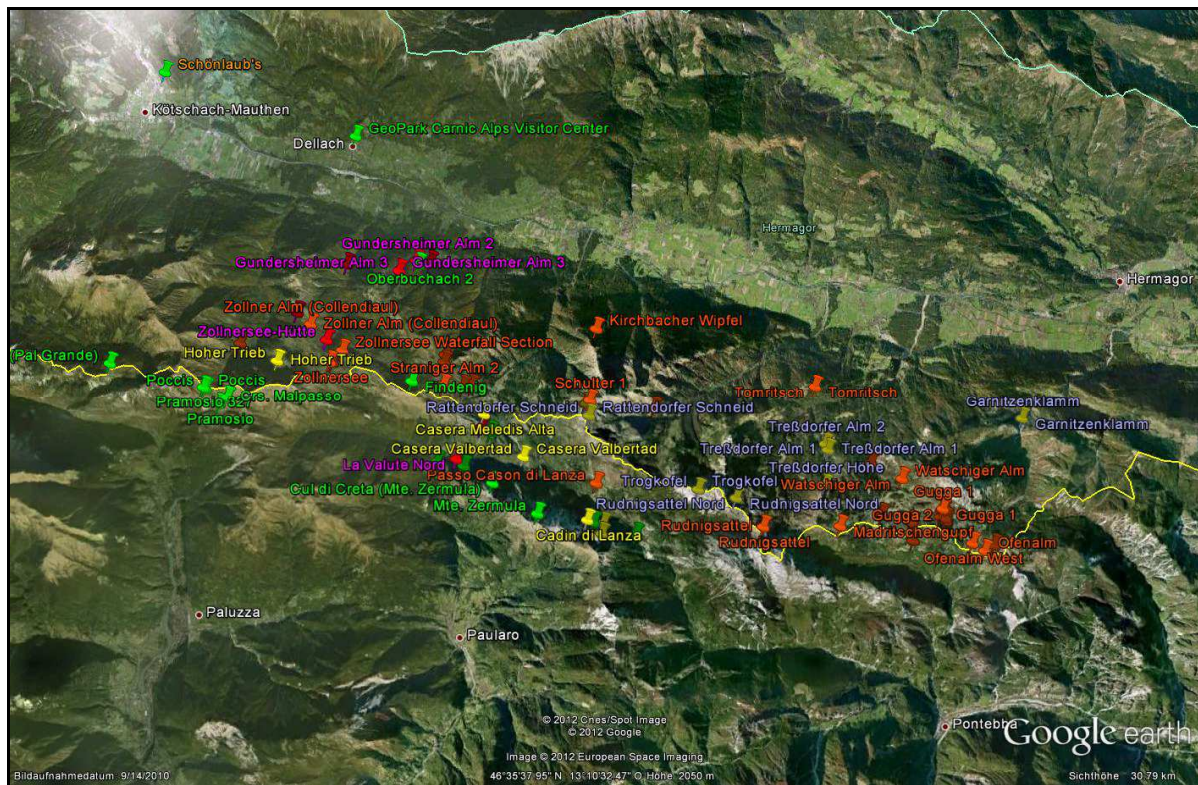 Schönlaub's
Kötschach-Mauthen
GeoPark Carnic Alps Visitor Center
Dellach
Hermagor
Gundersheimer Alm 2
Gundersheimer Alm 3
Gundersheimer Alm 3
Oberbuchach 2
Hermagor
Zollner Alm (Collendiaul)
Zollner Alm (Collendiaul)
Kirchbacher Wipfel
Zollnersee-Hütte
Zollnersee Waterfall Section
(Pal Grande)
Hoher Trieb
Hoher Trieb
Straniger Alm 2
Zollnersee
Poccis
Poccis
Findenig
Schulter 1
Tomritsch
Tomritsch
Crs. Malpasso
Pramosio 327
Pramosio
Rattendorfer Schneid
Rattendorfer Schneid
Garnitzenklamm
Garnitzenklamm
Casera Meledis Alta
Treßdorfer Alm 2
Casera Valbertad
Casera Valbertad
Treßdorfer Alm 1
Treßdorfer Alm 1
La Valute Nord
Passo Cason di Lanza
Treßdorfer Höhe
Watschiger Alm
Watschiger Alm
Cul di Creta (Mte. Zermula)
Trogkofel
Trogkofel
Gugga 1
Mte. Zermula
Rudnigsattel Nord
Rudnigsattel Nord
Gugga 2
Gugga 1
Cadin di Lanza
Rudnigsattel
Rudnigsattel
Madritschengupf
Ofenalm
Ofenalm West
Paluzza
Paularo
Pontebba
Google earth
© 2012 Cnes/Spot Image
© 2012 Google
Image © 2012 European Space Imaging
Bildaufnahmedatum 9/14/2010
46°35'37.95" N 13°10'32.47" O Höhe 2050 m
Sichthöhe 30.79 km